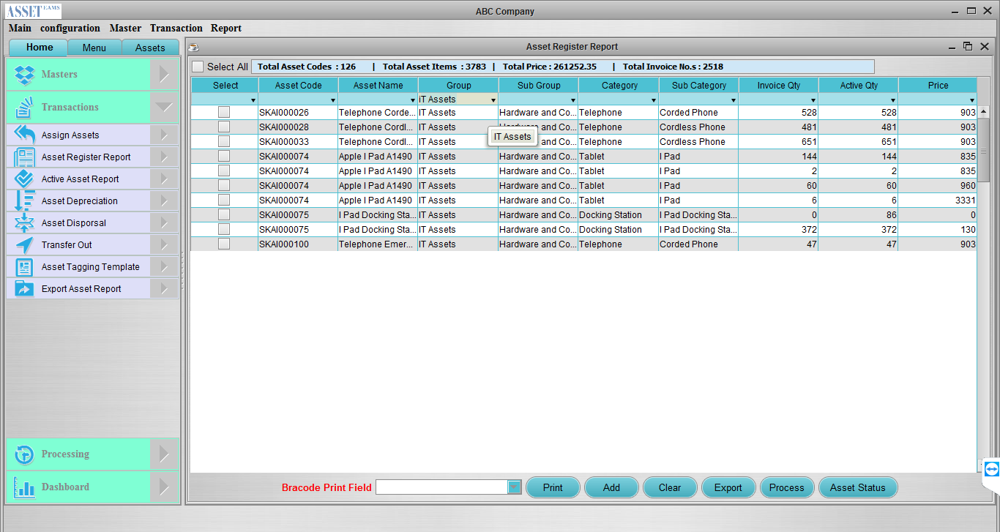 ASSET EAMS
ABC Company
Main configuration Master Transaction Report
Home Menu Assets
Asset Register Report
Masters
Transactions
Assign Assets
Asset Register Report
Active Asset Report
Asset Depreciation
Asset Disporsal
Transfer Out
Asset Tagging Template
Export Asset Report
Processing
Dashboard
Select All Total Asset Codes : 126 | Total Asset Items : 3783 | Total Price : 261252.35 | Total Invoice No.s : 2518
Select Asset Code Asset Name Group Sub Group Category Sub Category Invoice Qty Active Qty Price
iT Assets
SKAI000026 Telephone Corde... IT Assets Hardware and Co... Telephone Corded Phone 528 528 903
SKAI000028 Telephone Cordl... IT Assets Hardware and Co... Telephone Cordless Phone 481 481 903
IT Assets
SKAI000033 Telephone Cordl... IT Assets Hardware and Co... Telephone Cordless Phone 651 651 903
SKAI000074 Apple I Pad A1490 IT Assets Hardware and Co... Tablet I Pad 144 144 835
SKAI000074 Apple I Pad A1490 IT Assets Hardware and Co... Tablet I Pad 2 2 835
SKAI000074 Apple I Pad A1490 IT Assets Hardware and Co... Tablet I Pad 60 60 960
SKAI000074 Apple I Pad A1490 IT Assets Hardware and Co... Tablet I Pad 6 6 3331
SKAI000075 I Pad Docking Sta... IT Assets Hardware and Co... Docking Station I Pad Docking Sta... 0 86 0
SKAI000075 I Pad Docking Sta... IT Assets Hardware and Co... Docking Station I Pad Docking Sta... 372 372 130
SKAI000100 Telephone Emer... IT Assets Hardware and Co... Telephone Corded Phone 47 47 903
Bracode Print Field Print Add Clear Export Process Asset Status